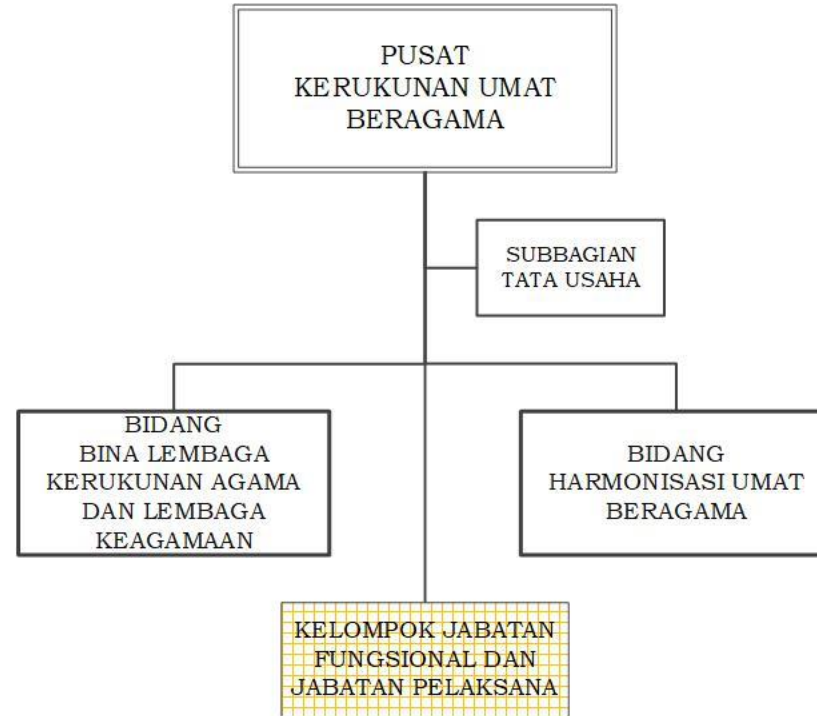 PUSAT
KERUKUNAN UMAT
BERAGAMA
SUBBAGIAN
TATA USAHA
BIDANG
BINA LEMBAGA
KERUKUNAN AGAMA
DAN LEMBAGA
KEAGAMAAN
BIDANG
HARMONISASI UMAT
BERAGAMA
KELOMPOK JABATAN
FUNGSIONAL DAN
JABATAN PELAKSANA